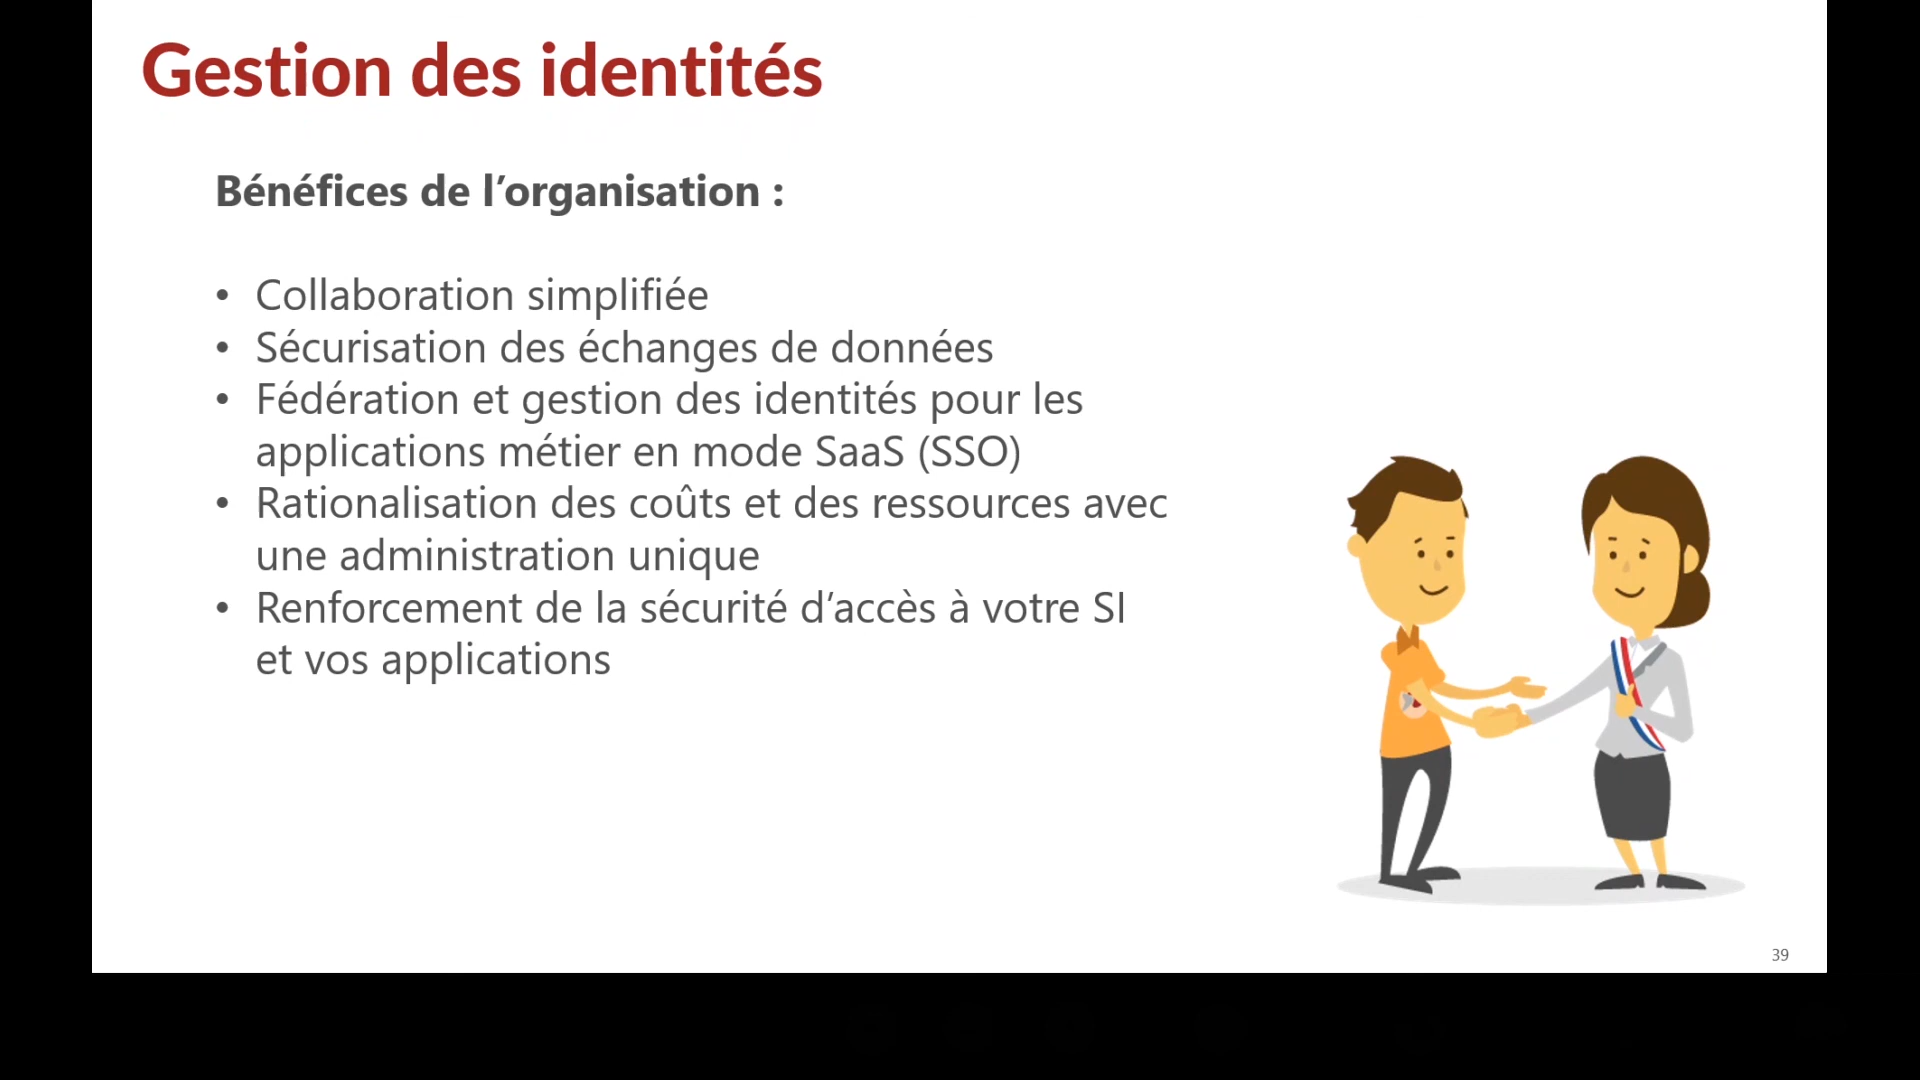 Gestion des identités
Bénéfices de l’organisation :
• Collaboration simplifiée
• Sécurisation des échanges de données
• Fédération et gestion des identités pour les
applications métier en mode SaaS (SSO)
• Rationalisation des coûts et des ressources avec
une administration unique
• Renforcement de la sécurité d’accès à votre SI
et vos applications
39